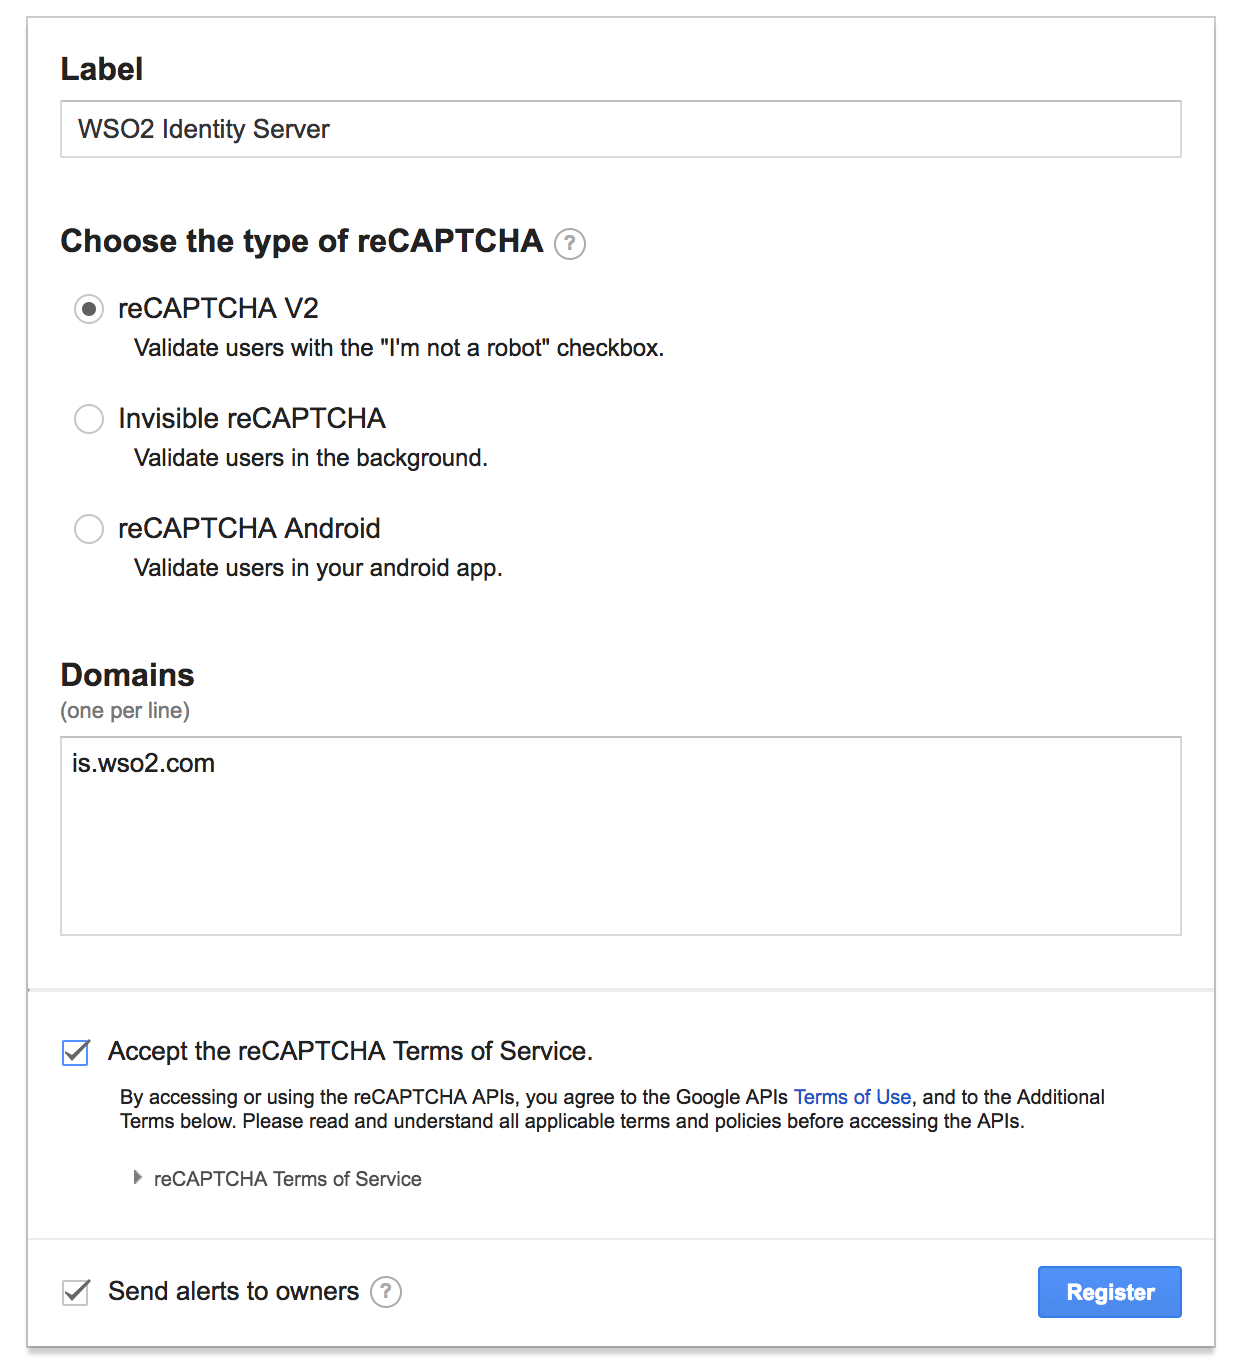 Label
WSO2 Identity Server
Choose the type of reCAPTCHA ?
reCAPTCHA V2
Validate users with the "I'm not a robot" checkbox.
Invisible reCAPTCHA
Validate users in the background.
reCAPTCHA Android
Validate users in your android app.
Domains
(one per line)
is.wso2.com
Accept the reCAPTCHA Terms of Service.
By accessing or using the reCAPTCHA APIs, you agree to the Google APIs Terms of Use, and to the Additional
Terms below. Please read and understand all applicable terms and policies before accessing the APIs.
reCAPTCHA Terms of Service
Send alerts to owners ?
Register